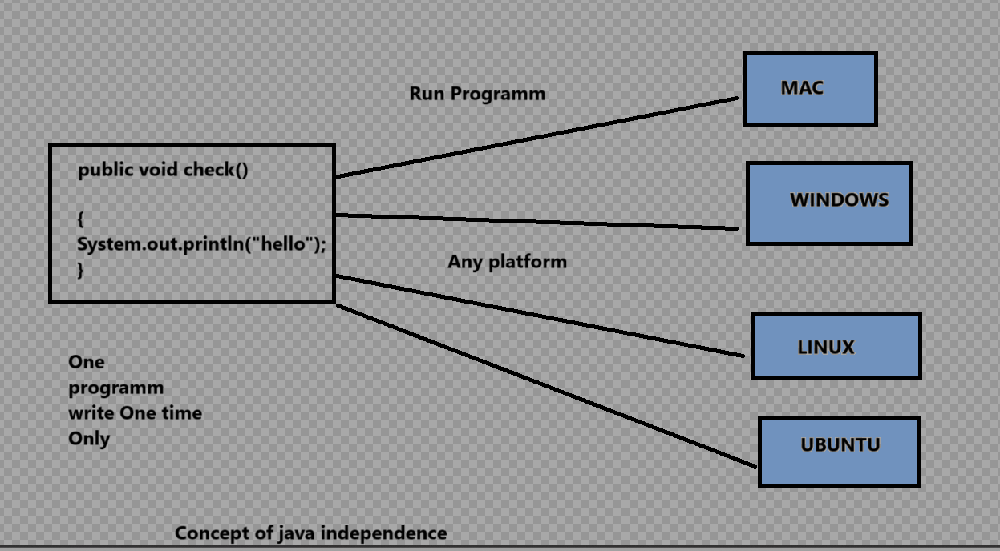 Run Programm
MAC
public void check()
WINDOWS
{
System.out.println("hello");
}
Any platform
LINUX
One
programm
write One time
Only
UBUNTU
Concept of java independence